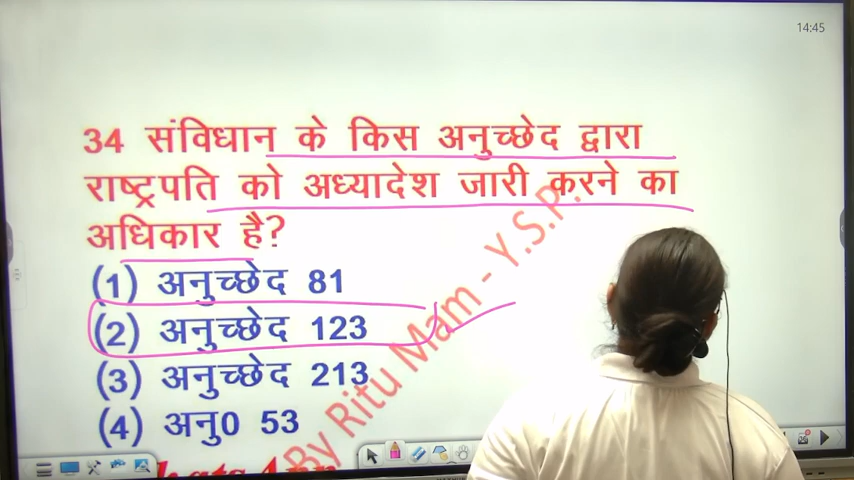 14:45
34 संविधान के किस अनुच्छेद द्वारा
राष्ट्रपति को अध्यादेश जारी करने का
अधिकार है?
(1) अनुच्छेद 81
(2) अनुच्छेद 123
(3) अनुच्छेद 213
(4) अनु0 53
By Ritu Mam - Y.S.P.